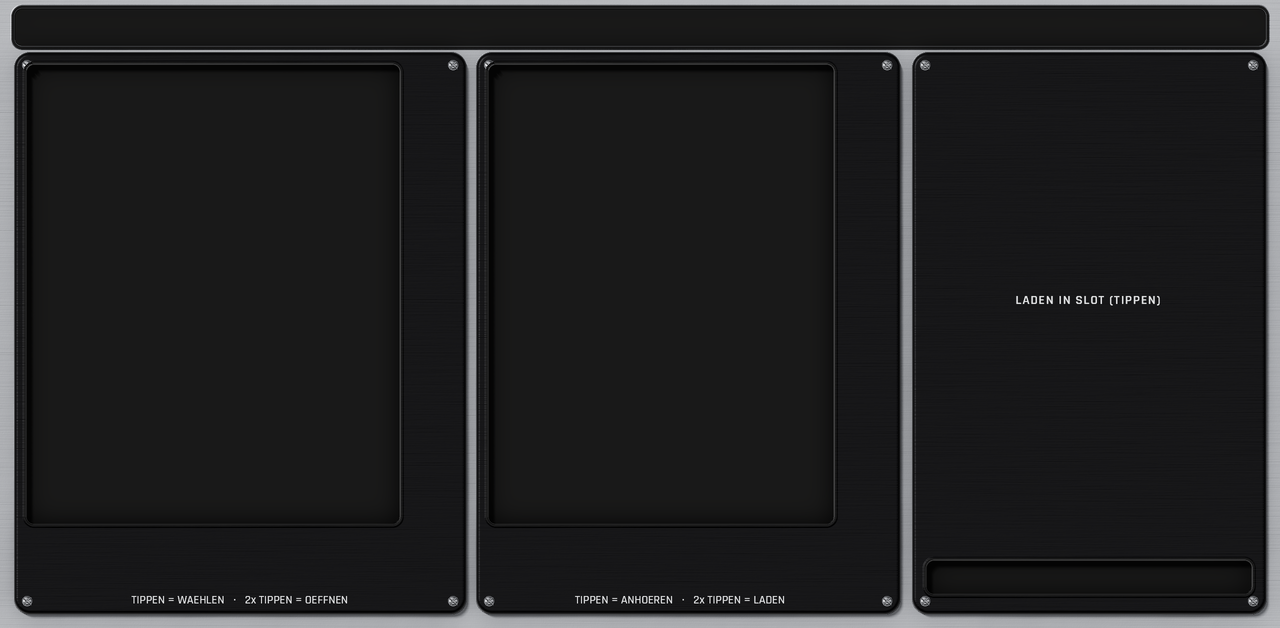 LADEN IN SLOT (TIPPEN)
TIPPEN = WAEHLEN · 2x TIPPEN = OEFFNEN
TIPPEN = ANHOEREN · 2x TIPPEN = LADEN